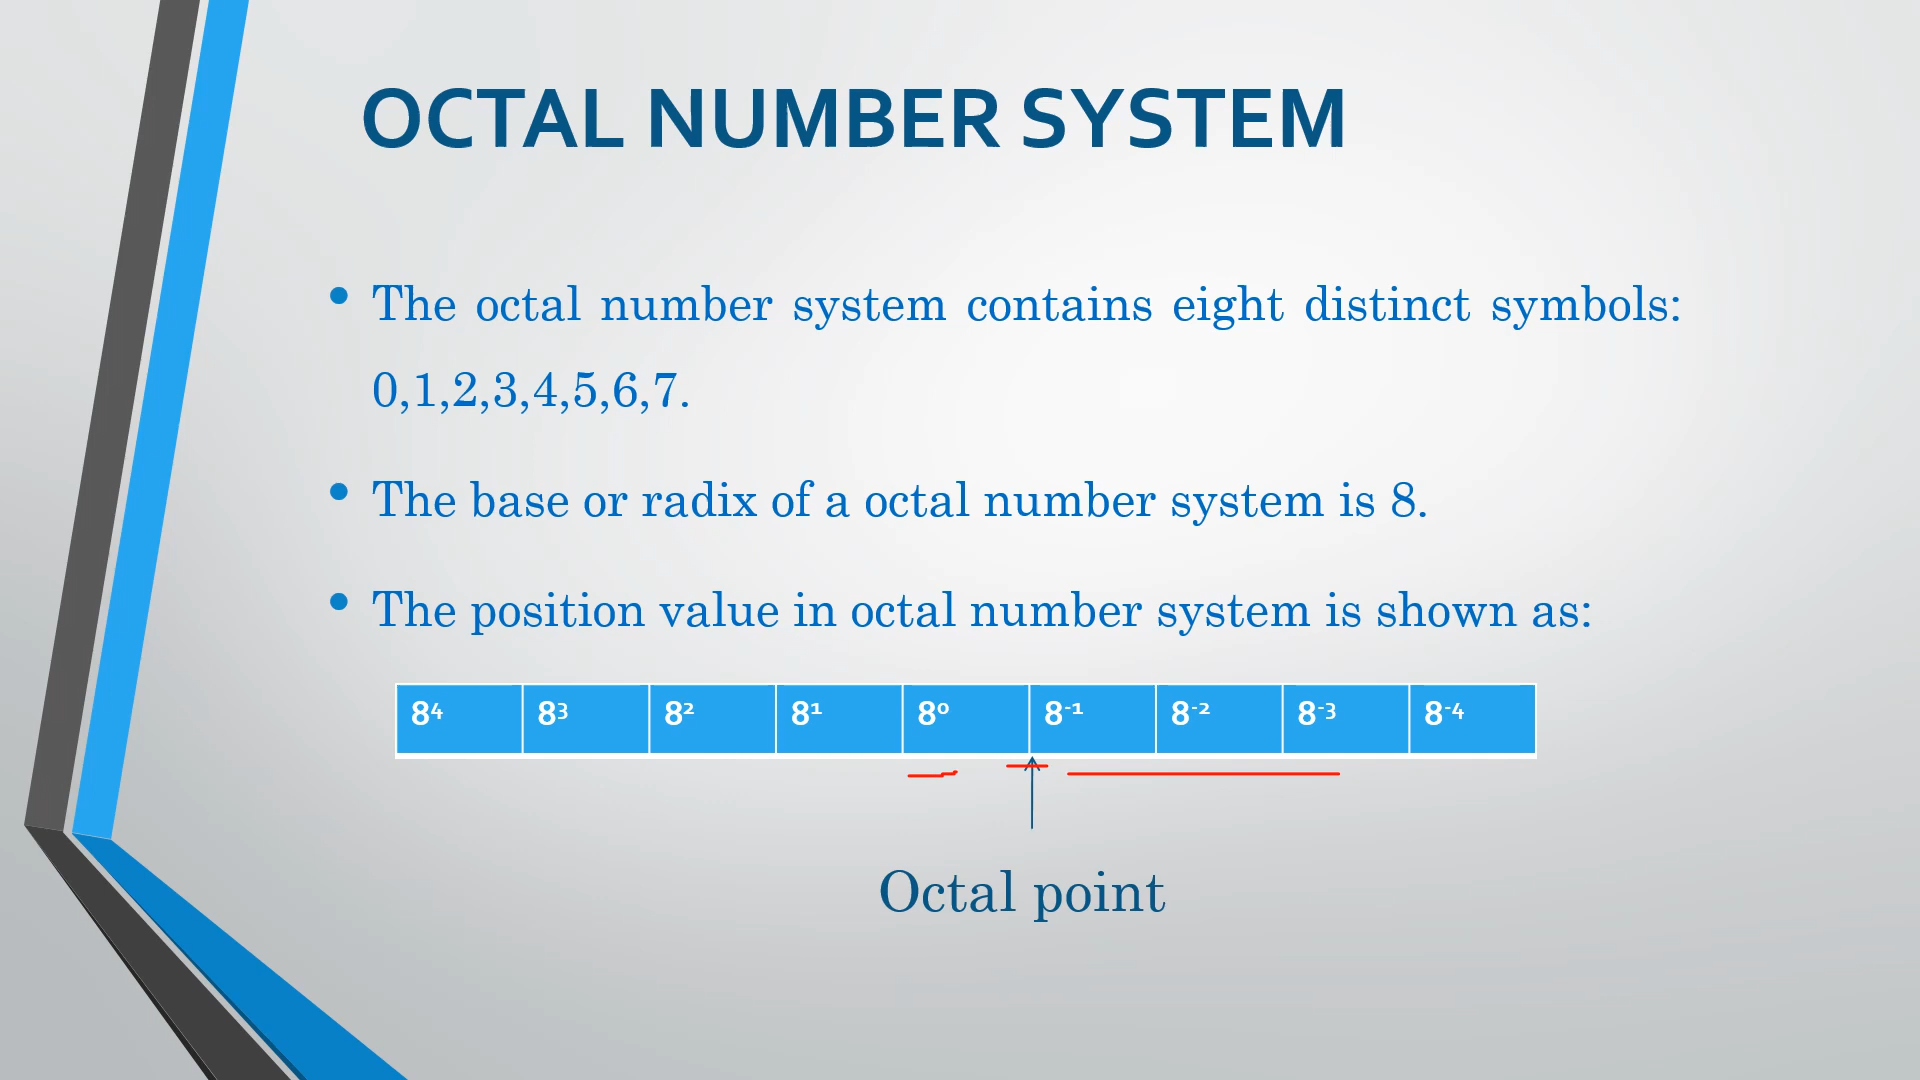 OCTAL NUMBER SYSTEM
• The octal number system contains eight distinct symbols:
0,1,2,3,4,5,6,7.
• The base or radix of a octal number system is 8.
• The position value in octal number system is shown as:
8⁴ 8³ 8² 8¹ 8⁰ 8⁻¹ 8⁻² 8⁻³ 8⁻⁴
Octal point